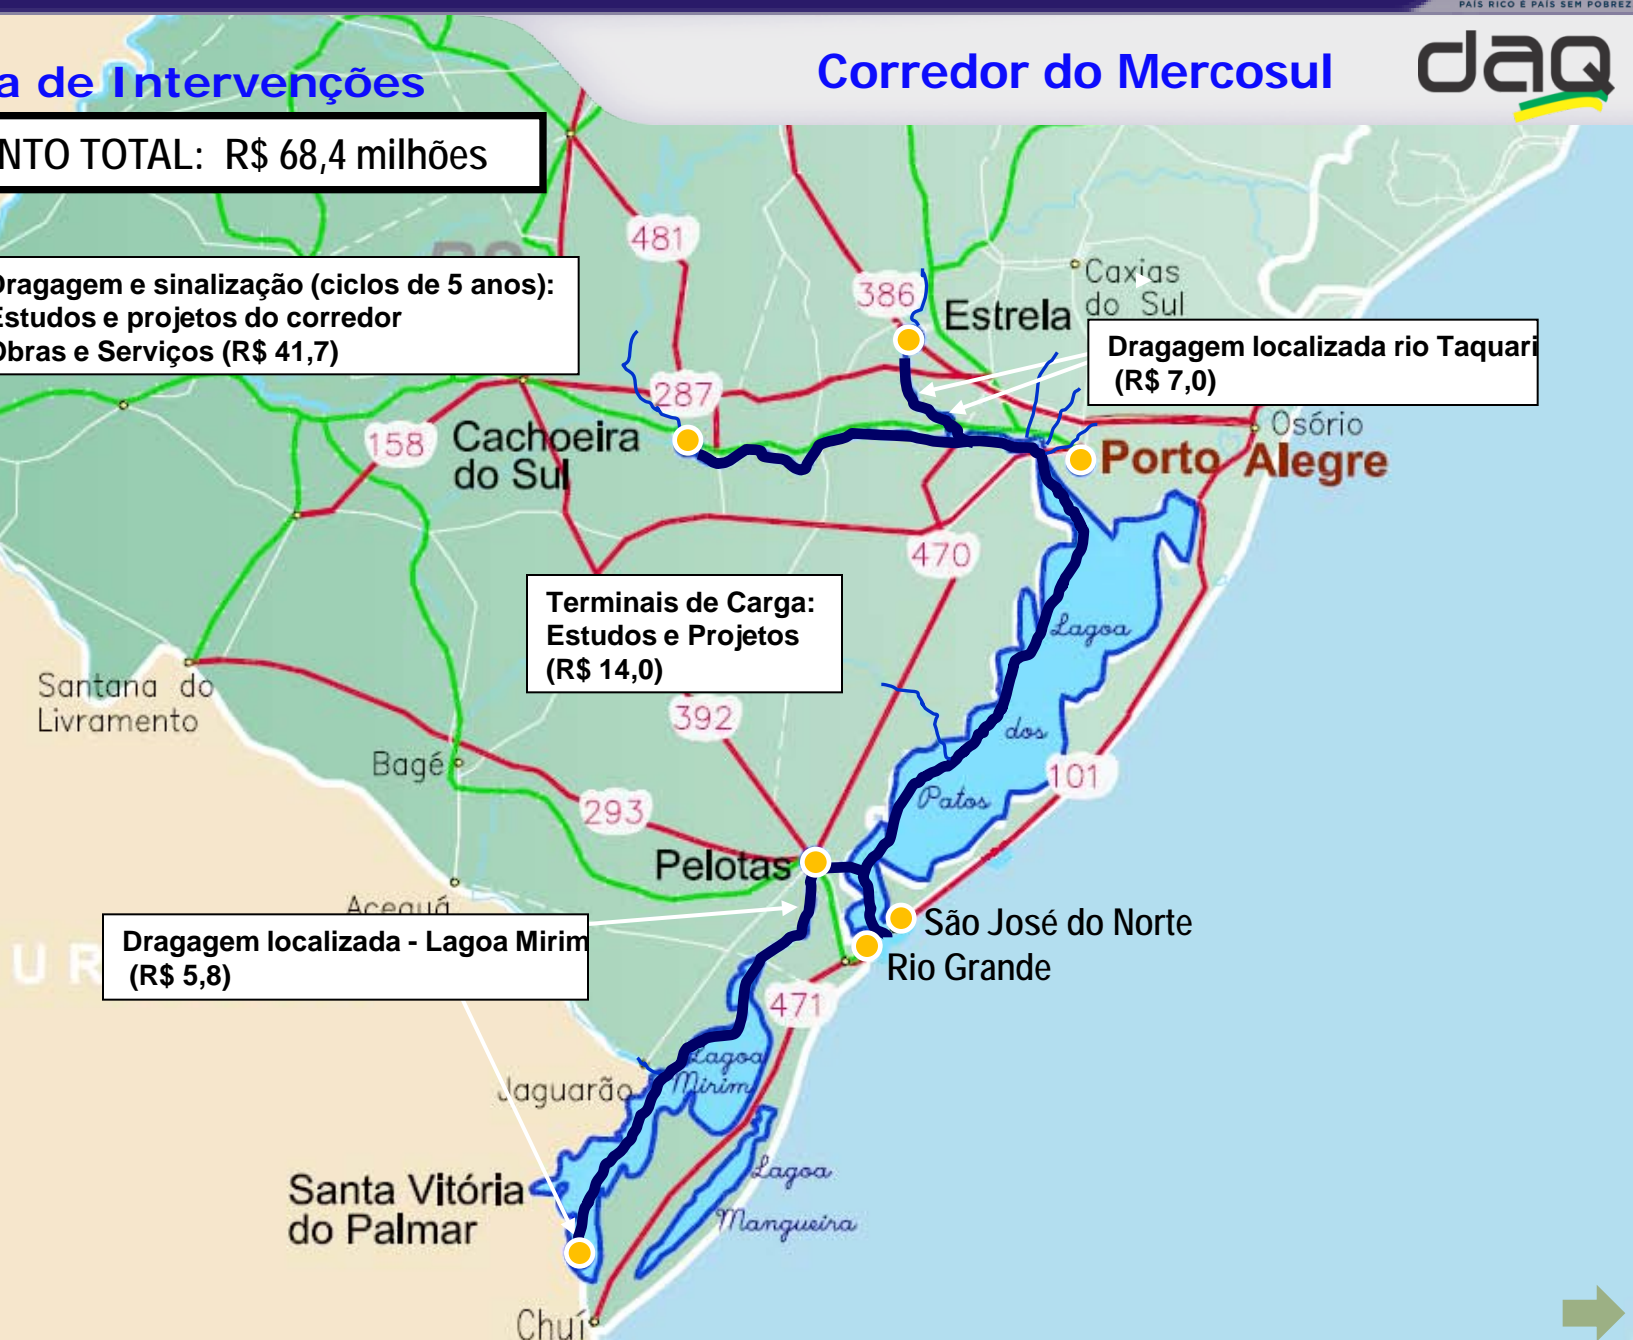 PAÍS RICO É PAÍS SEM POBREZ
a de Intervenções
Corredor do Mercosul
daq
NTO TOTAL: R$ 68,4 milhões
481
Dragagem e sinalização (ciclos de 5 anos):
Estudos e projetos do corredor
Obras e Serviços (R$ 41,7)
386
Estrela
Caxias
do Sul
Dragagem localizada rio Taquari
(R$ 7,0)
287
158
Cachoeira
do Sul
Osório
Porto Alegre
470
Terminais de Carga:
Estudos e Projetos
(R$ 14,0)
Lagoa
dos
Patos
Santana do
Livramento
392
Bagé
101
293
Pelotas
Aceguá
São José do Norte
Rio Grande
Dragagem localizada - Lagoa Mirim
(R$ 5,8)
UR
471
Lagoa
Mirim
Jaguarão
Santa Vitória
do Palmar
Lagoa
Mangueira
Chuí